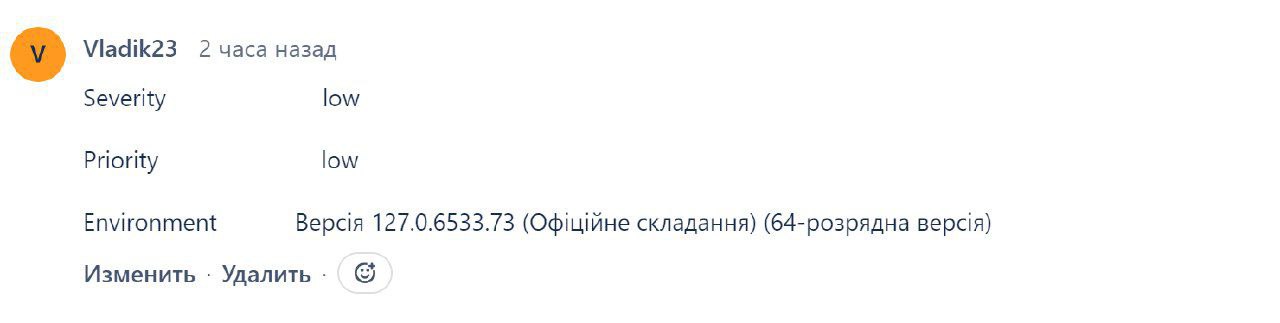 V
Vladik23 2 часа назад
Severity low
Priority low
Environment Версія 127.0.6533.73 (Офіційне складання) (64-розрядна версія)
Изменить · Удалить ·